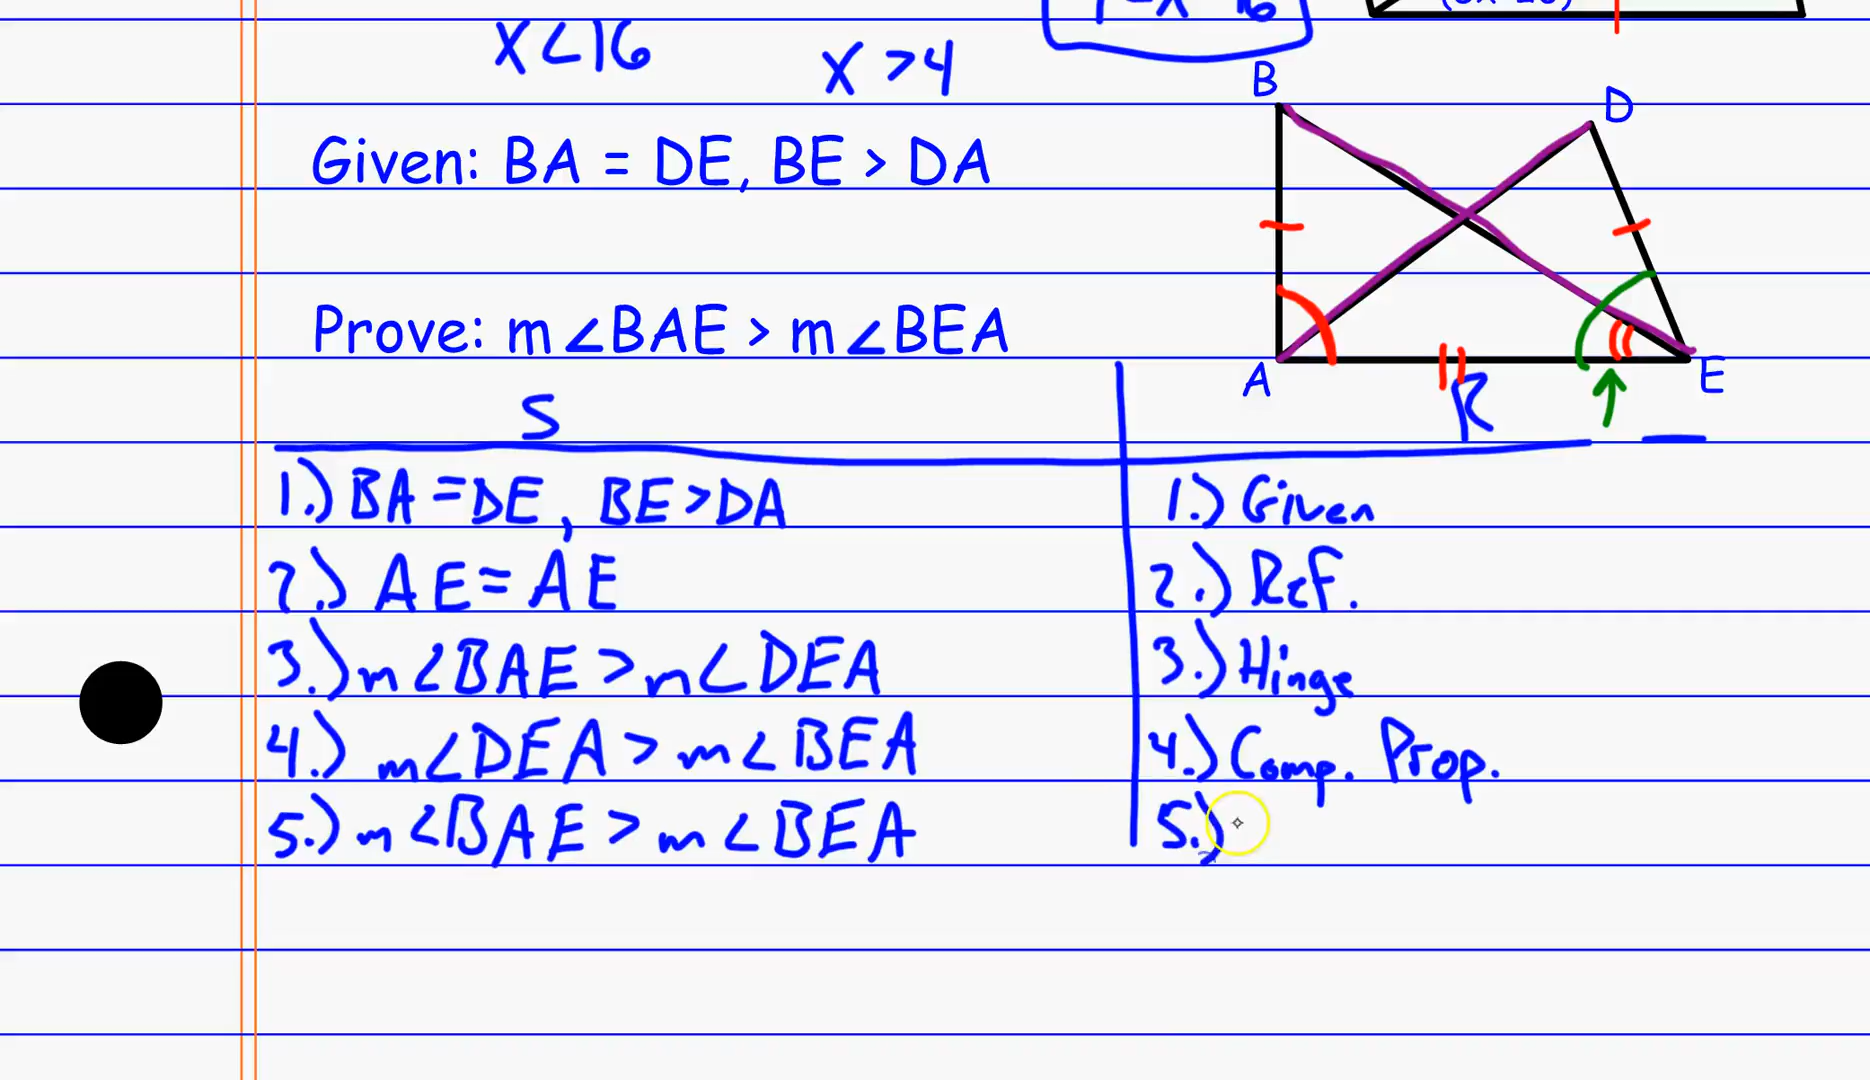 X<16
X>4
Given: BA = DE, BE > DA
Prove: m∠BAE > m∠BEA
B
D
A
E
S
R
1.) BA=DE, BE>DA
1.) Given
2.) AE=AE
2.) Ref.
3.) m∠BAE > m∠DEA
3.) Hinge
4.) m∠DEA > m∠BEA
4.) Comp. Prop.
5.) m∠BAE > m∠BEA
5.)